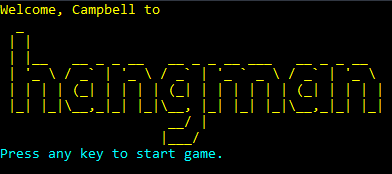 Welcome, Campbell to
hangman
Press any key to start game.